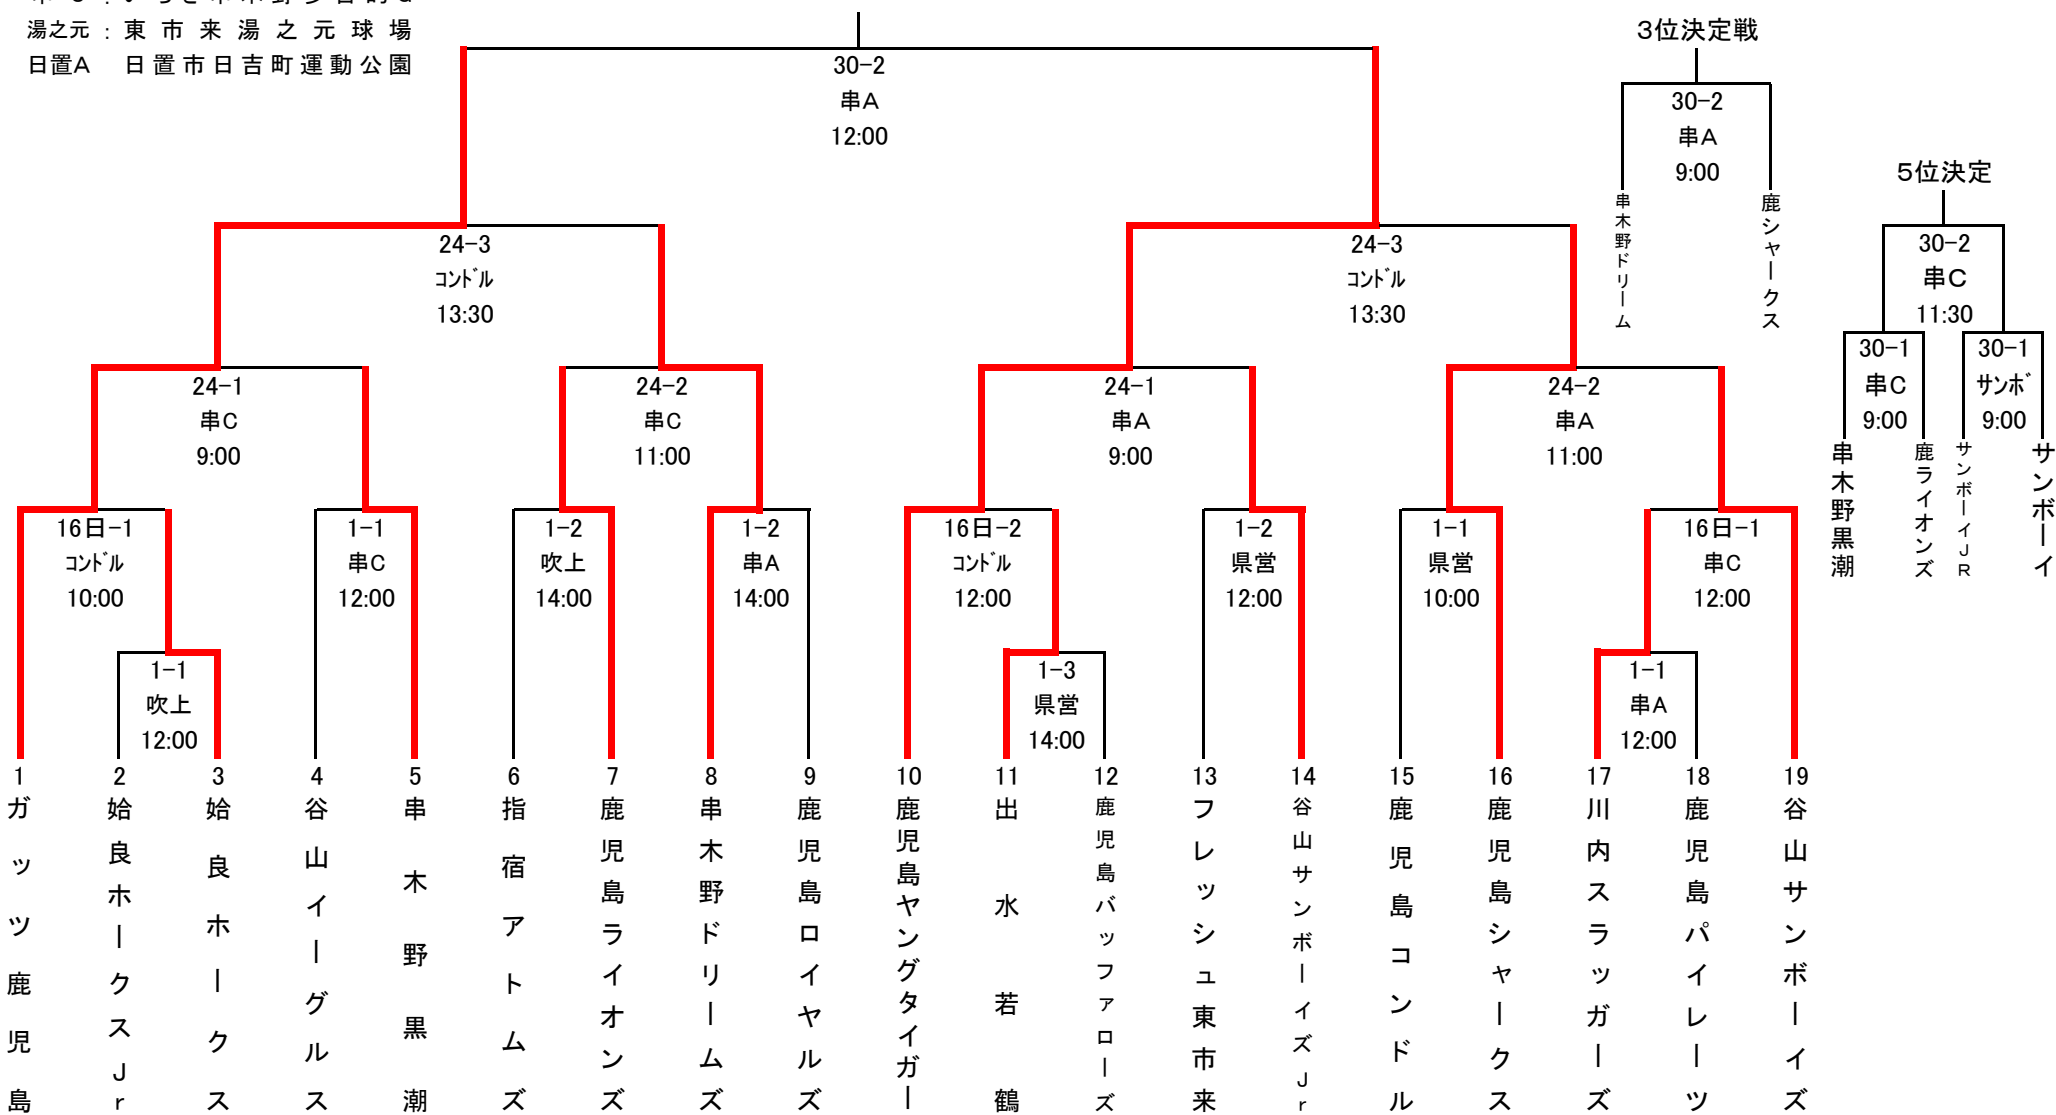 湯之元 : 東市来湯之元球場
日置A 日置市日吉町運動公園
30-2
串A
12:00
3位決定戦
30-2
串A
9:00
串木野ドリーム
鹿シャークス
5位決定
30-2
串C
11:30
30-1
串C
9:00
30-1
サンボ
9:00
串木野黒潮
鹿ライオンズ
サンボーイJR
サンボーイ
24-3
コンドル
13:30
24-3
コンドル
13:30
24-1
串C
9:00
24-2
串C
11:00
24-1
串A
9:00
24-2
串A
11:00
16日-1
コンドル
10:00
1-1
串C
12:00
1-2
吹上
14:00
1-2
串A
14:00
16日-2
コンドル
12:00
1-2
県営
12:00
1-1
県営
10:00
16日-1
串C
12:00
1-1
吹上
12:00
1-3
県営
14:00
1-1
串A
12:00
1
ガッツ鹿児島
2
姶良ホークスJr
3
姶良ホークス
4
谷山イーグルス
5
串木野黒潮
6
指宿アトムズ
7
鹿児島ライオンズ
8
串木野ドリームズ
9
鹿児島ロイヤルズ
10
鹿児島ヤングタイガー
11
出水若鶴
12
鹿児島バッファローズ
13
フレッシュ東市来
14
谷山サンボーイズJr
15
鹿児島コンドル
16
鹿児島シャークス
17
川内スラッガーズ
18
鹿児島パイレーツ
19
谷山サンボーイズ